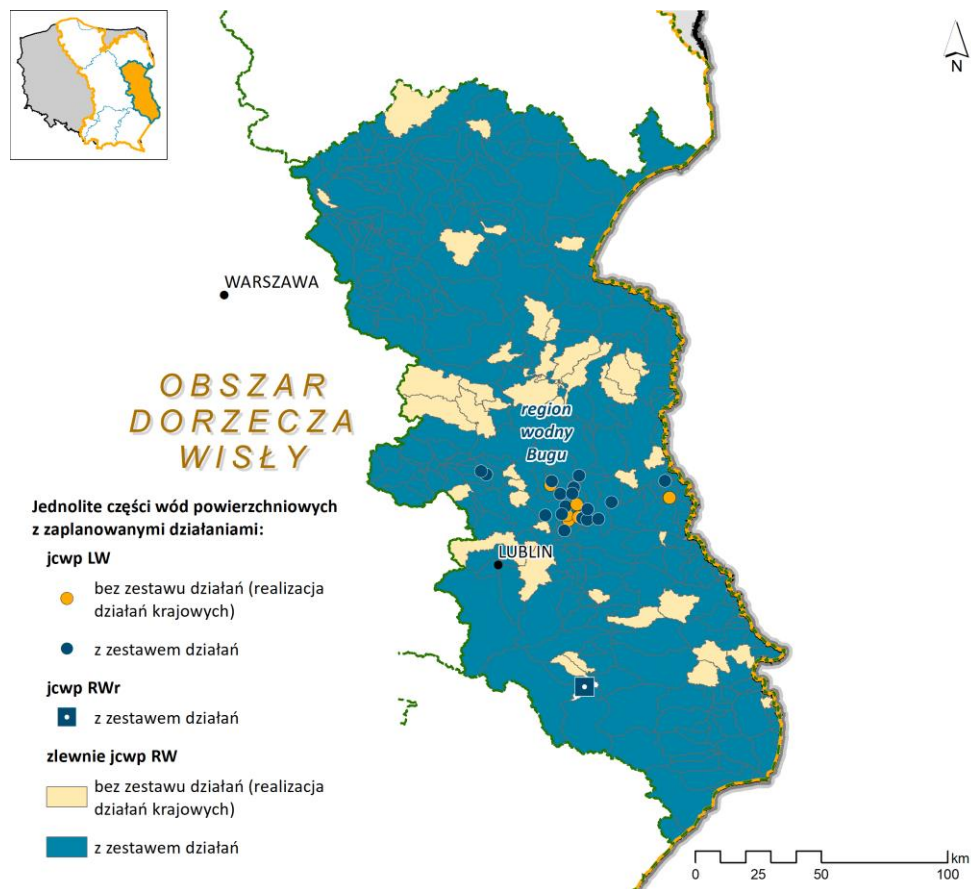 N
WARSZAWA
OBSZAR
DORZECZA
WISŁY
region
wodny
Bugu
LUBLIN
Jednolite części wód powierzchniowych
z zaplanowanymi działaniami:
jcwp LW
bez zestawu działań (realizacja
działań krajowych)
z zestawem działań
jcwp RWr
z zestawem działań
zlewnie jcwp RW
bez zestawu działań (realizacja
działań krajowych)
z zestawem działań
km
0 25 50 100